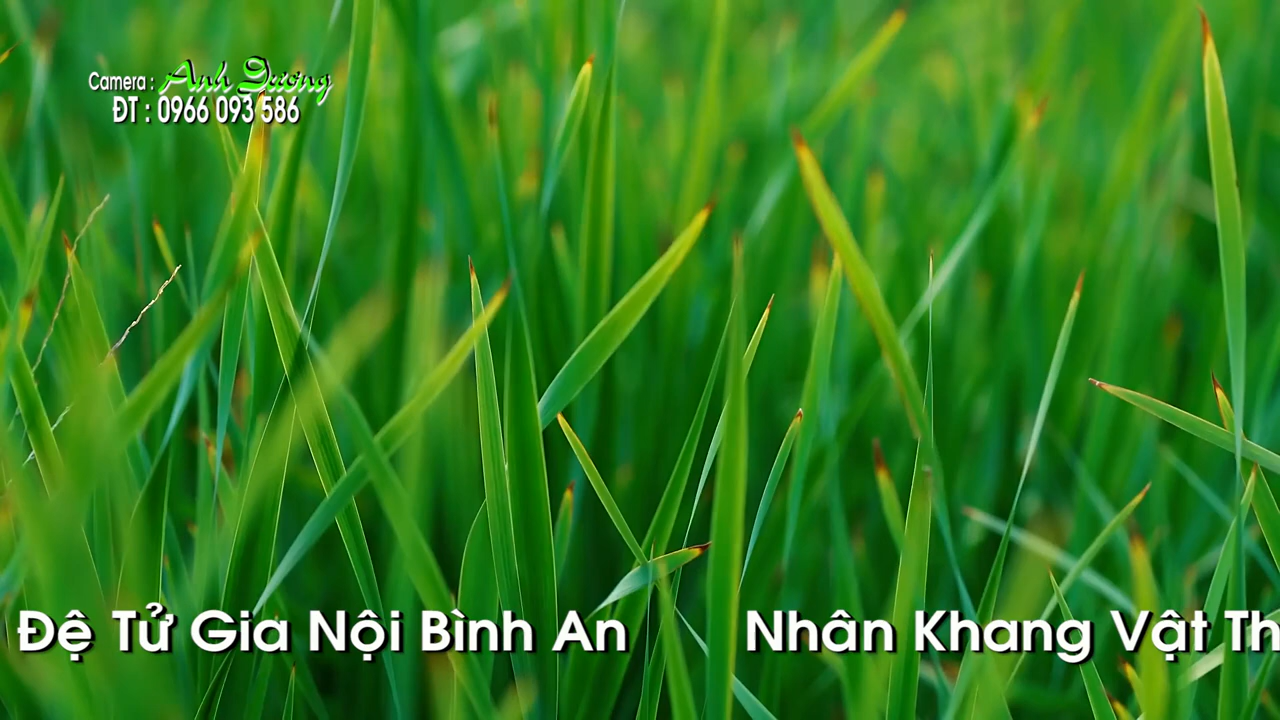 Camera : Anh Dương
ĐT : 0966 093 586
Đệ Tử Gia Nội Bình An Nhân Khang Vật